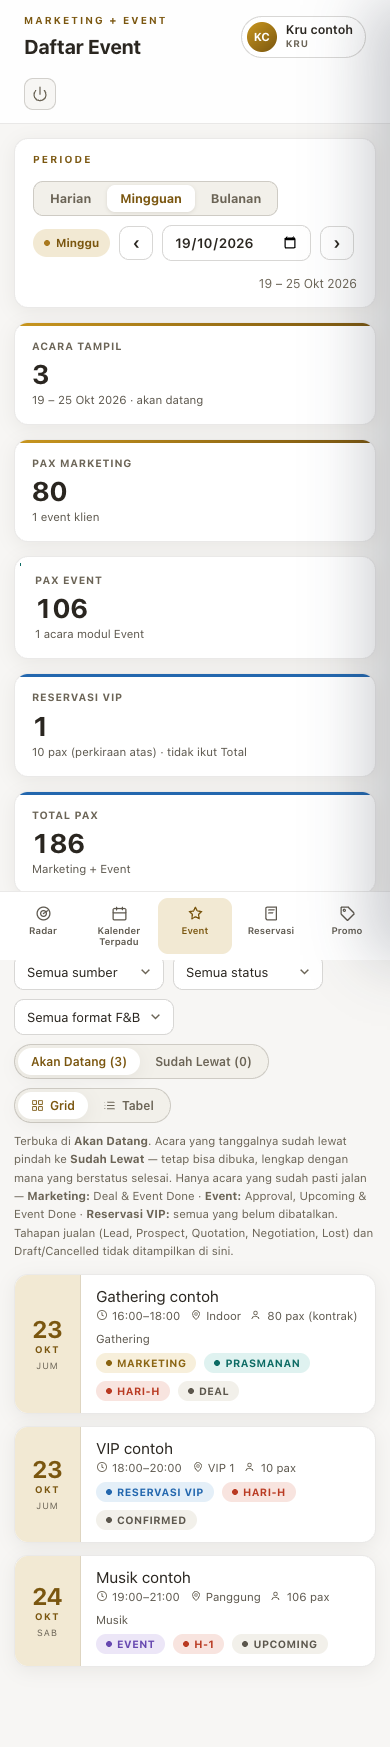 MARKETING + EVENT
Daftar Event
KC
Kru contoh
KRU
PERIODE
Harian Mingguan Bulanan
Minggu ‹ 19/10/2026 ›
19 – 25 Okt 2026
ACARA TAMPIL
3
19 – 25 Okt 2026 · akan datang
PAX MARKETING
80
1 event klien
PAX EVENT
106
1 acara modul Event
RESERVASI VIP
1
10 pax (perkiraan atas) · tidak ikut Total
TOTAL PAX
186
Marketing + Event
Radar
Kalender
Terpadu
Event
Reservasi
Promo
Semua sumber Semua status
Semua format F&B
Akan Datang (3) Sudah Lewat (0)
Grid Tabel
Terbuka di Akan Datang. Acara yang tanggalnya sudah lewat
pindah ke Sudah Lewat — tetap bisa dibuka, lengkap dengan
mana yang berstatus selesai. Hanya acara yang sudah pasti jalan
— Marketing: Deal & Event Done · Event: Approval, Upcoming &
Event Done · Reservasi VIP: semua yang belum dibatalkan.
Tahapan jualan (Lead, Prospect, Quotation, Negotiation, Lost) dan
Draft/Cancelled tidak ditampilkan di sini.
23
OKT
JUM
Gathering contoh
16:00–18:00 Indoor 80 pax (kontrak)
Gathering
MARKETING PRASMANAN
HARI-H DEAL
23
OKT
JUM
VIP contoh
18:00–20:00 VIP 1 10 pax
RESERVASI VIP HARI-H
CONFIRMED
24
OKT
SAB
Musik contoh
19:00–21:00 Panggung 106 pax
Musik
EVENT H-1 UPCOMING